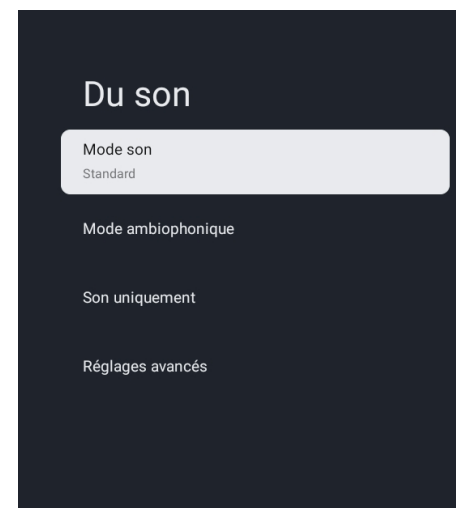 Du son
Mode son
Standard
Mode ambiophonique
Son uniquement
Réglages avancés